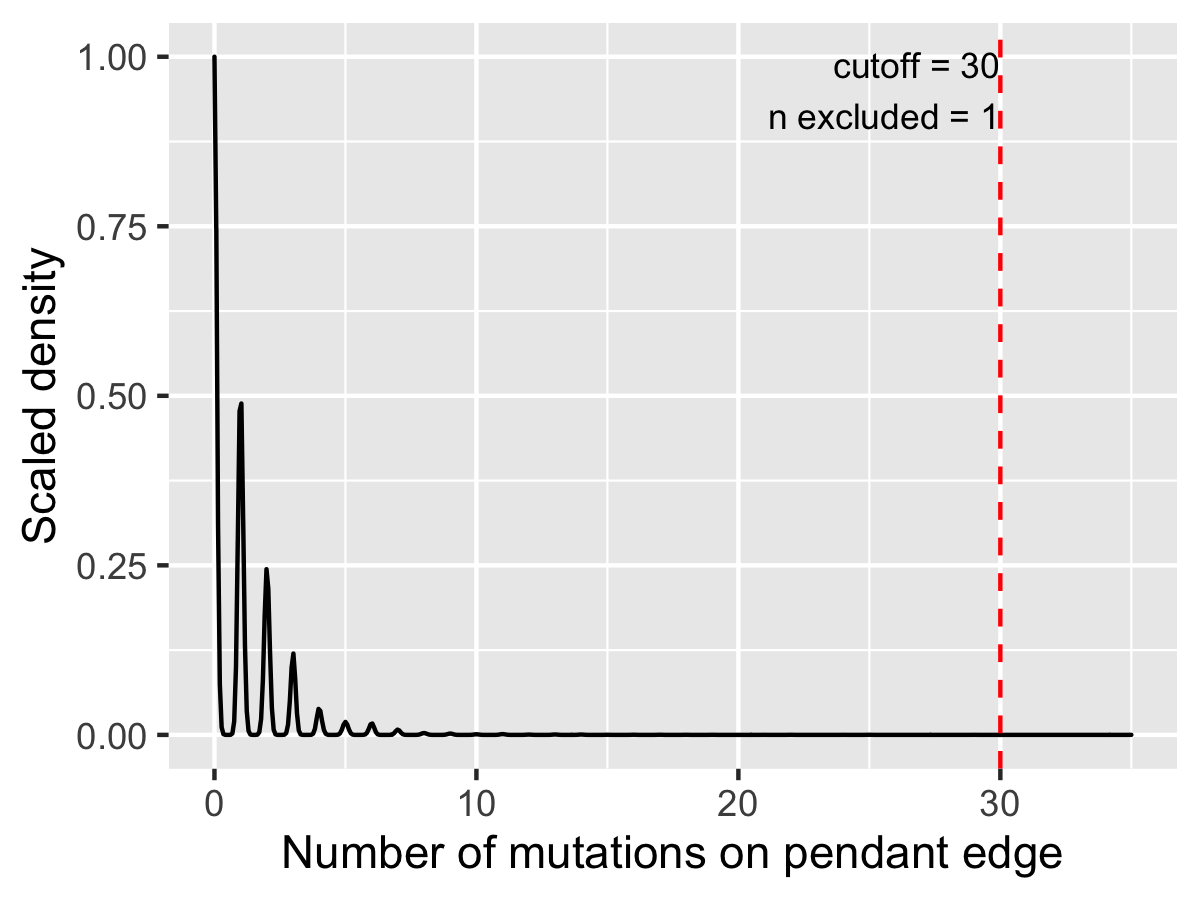 cutoff = 30
n excluded = 1
1.00
0.75
0.50
0.25
0.00
Scaled density
0 10 20 30
Number of mutations on pendant edge